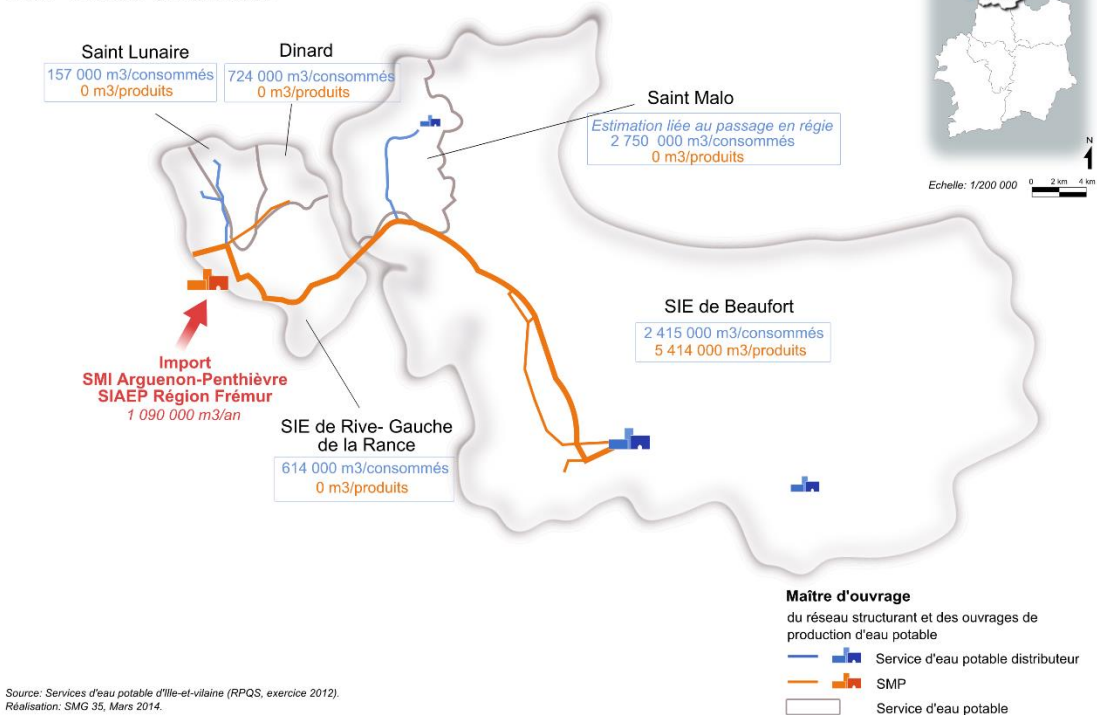 Saint Lunaire
157 000 m3/consommés
0 m3/produits
Dinard
724 000 m3/consommés
0 m3/produits
Saint Malo
Estimation liée au passage en régie
2 750 000 m3/consommés
0 m3/produits
N
Echelle: 1/200 000
0 2 km 4 km
SIE de Beaufort
2 415 000 m3/consommés
5 414 000 m3/produits
Import
SMI Arguenon-Penthièvre
SIAEP Région Frémur
1 090 000 m3/an
SIE de Rive- Gauche
de la Rance
614 000 m3/consommés
0 m3/produits
Maître d'ouvrage
du réseau structurant et des ouvrages de
production d'eau potable
Service d'eau potable distributeur
SMP
Service d'eau potable
Source: Services d'eau potable d'Ille-et-vilaine (RPQS, exercice 2012).
Réalisation: SMG 35, Mars 2014.